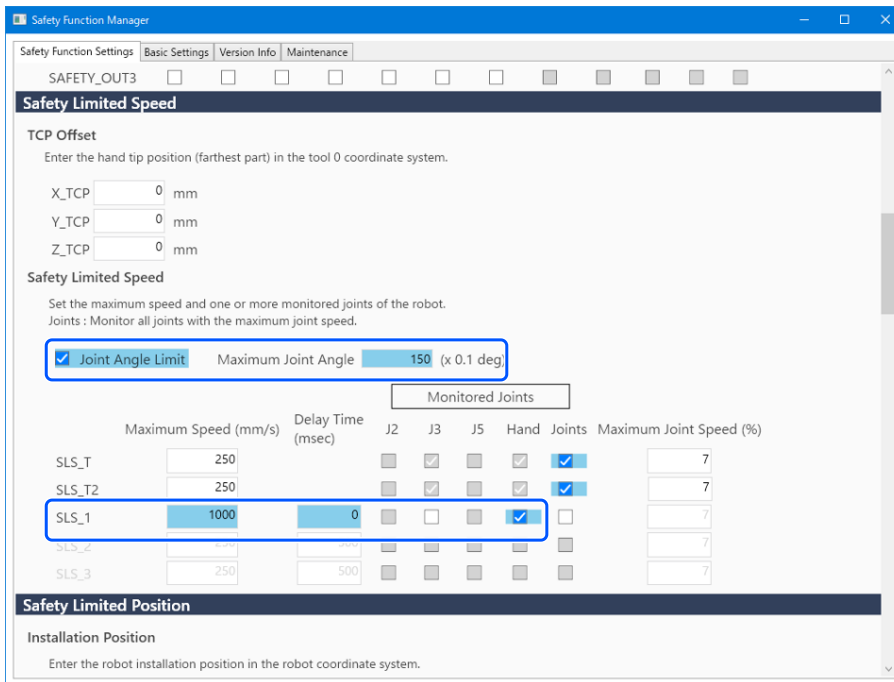 Safety Function Manager
Safety Function Settings Basic Settings Version Info Maintenance
SAFETY_OUT3
Safety Limited Speed
TCP Offset
Enter the hand tip position (farthest part) in the tool 0 coordinate system.
X_TCP 0 mm
Y_TCP 0 mm
Z_TCP 0 mm
Safety Limited Speed
Set the maximum speed and one or more monitored joints of the robot.
Joints : Monitor all joints with the maximum joint speed.
Joint Angle Limit Maximum Joint Angle 150 (x 0.1 deg)
Monitored Joints
Maximum Speed (mm/s) Delay Time (msec) J2 J3 J5 Hand Joints Maximum Joint Speed (%)
SLS_T 250 7
SLS_T2 250 7
SLS_1 1000 0 7
SLS_2 250 500 7
SLS_3 250 500 7
Safety Limited Position
Installation Position
Enter the robot installation position in the robot coordinate system.